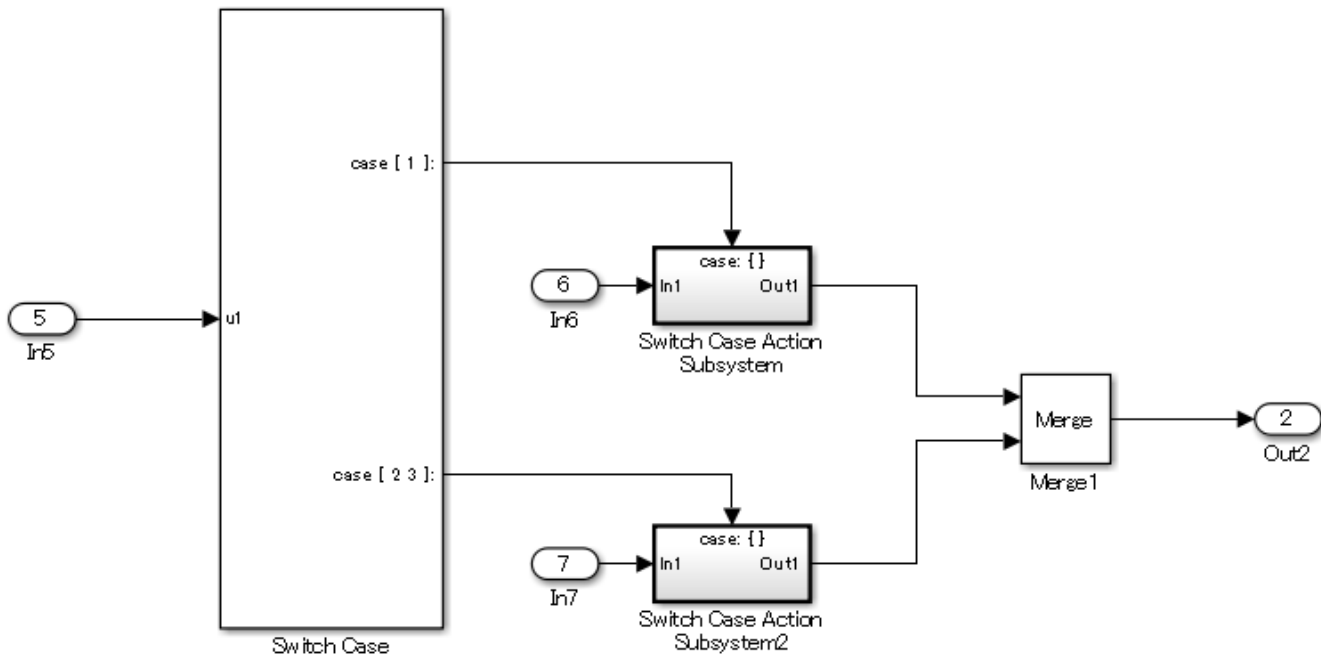 case [ 1 ]:
case: { }
6
In1
Out1
In6
Switch Case Action
Subsystem
5
u1
In5
Merge
2
Merge1
Out2
case [ 2 3 ]:
case: { }
7
In1
Out1
In7
Switch Case Action
Subsystem2
Switch Case